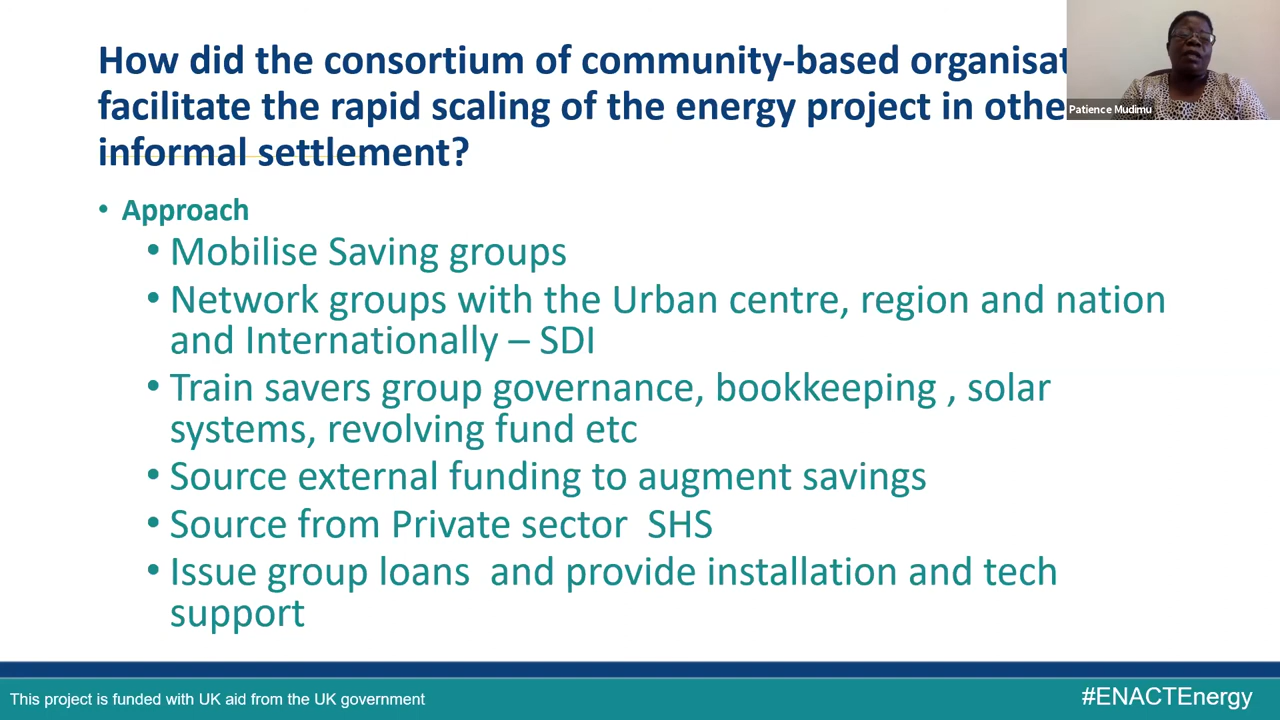 How did the consortium of community-based organisat
facilitate the rapid scaling of the energy project in othe
informal settlement?
Patience Mudimu
• Approach
• Mobilise Saving groups
• Network groups with the Urban centre, region and nation
and Internationally – SDI
• Train savers group governance, bookkeeping , solar
systems, revolving fund etc
• Source external funding to augment savings
• Source from Private sector SHS
• Issue group loans and provide installation and tech
support
This project is funded with UK aid from the UK government
#ENACTEnergy